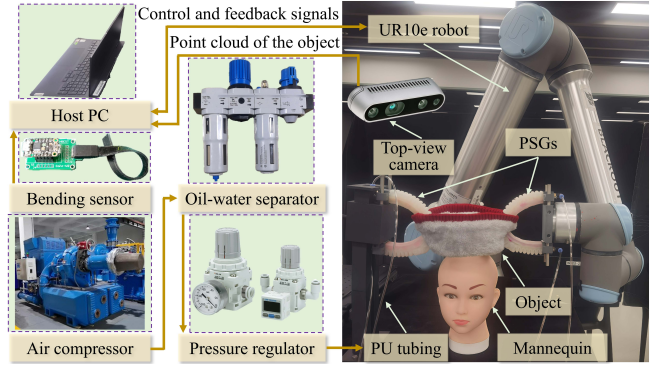 Control and feedback signals
Point cloud of the object
UR10e robot
Host PC
Top-view
camera
PSGs
Bending sensor
Oil-water separator
Object
Air compressor
Pressure regulator
PU tubing
Mannequin